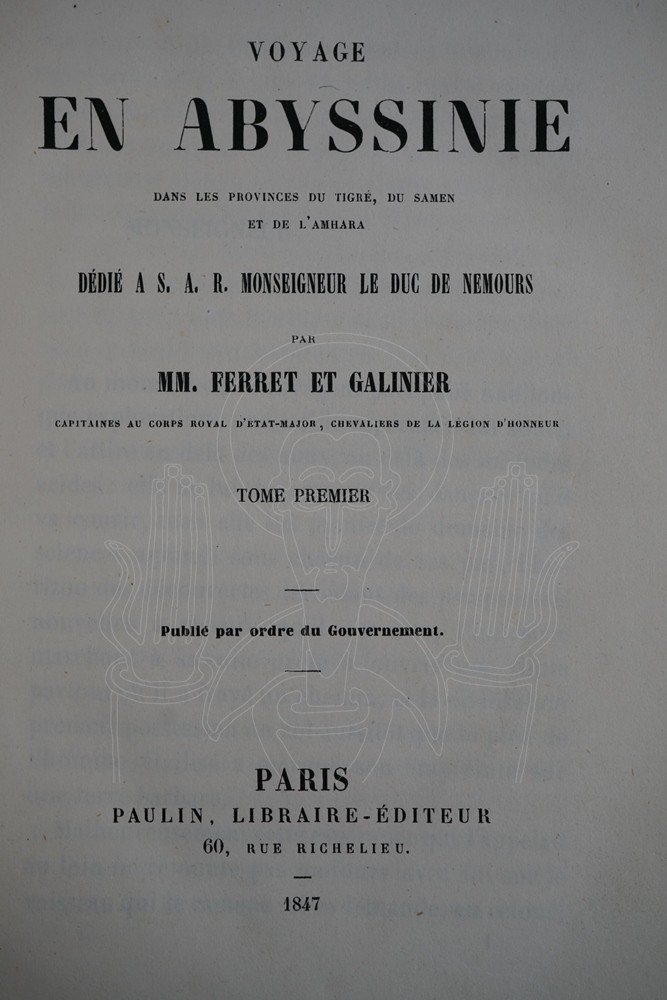 VOYAGE
EN ABYSSINIE
DANS LES PROVINCES DU TIGRÉ, DU SAMEN
ET DE L'AMHARA
DÉDIÉ A S. A. R. MONSEIGNEUR LE DUC DE NEMOURS
PAR
MM. FERRET ET GALINIER
CAPITAINES AU CORPS ROYAL D'ETAT-MAJOR, CHEVALIERS DE LA LÉGION D'HONNEUR
TOME PREMIER
Publié par ordre du Gouvernement.
PARIS
PAULIN, LIBRAIRE-ÉDITEUR
60, RUE RICHELIEU.
1847